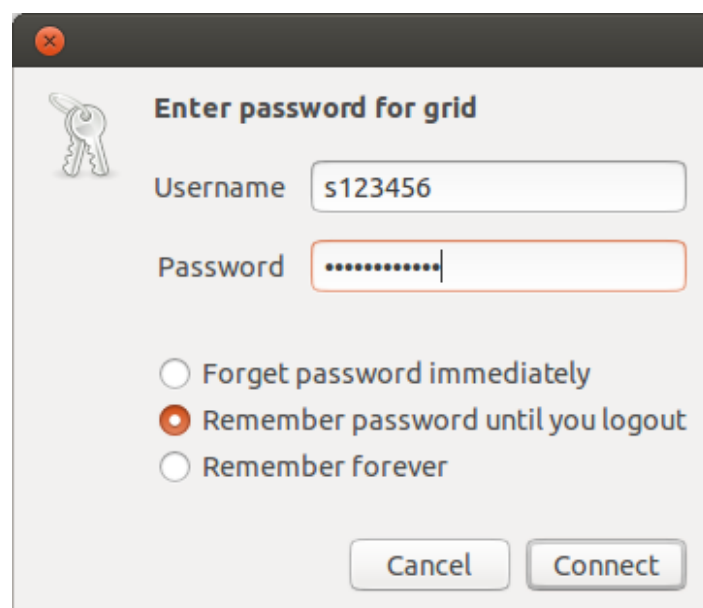 Enter password for grid
Username s123456
Password ••••••••••••
Forget password immediately
Remember password until you logout
Remember forever
Cancel Connect